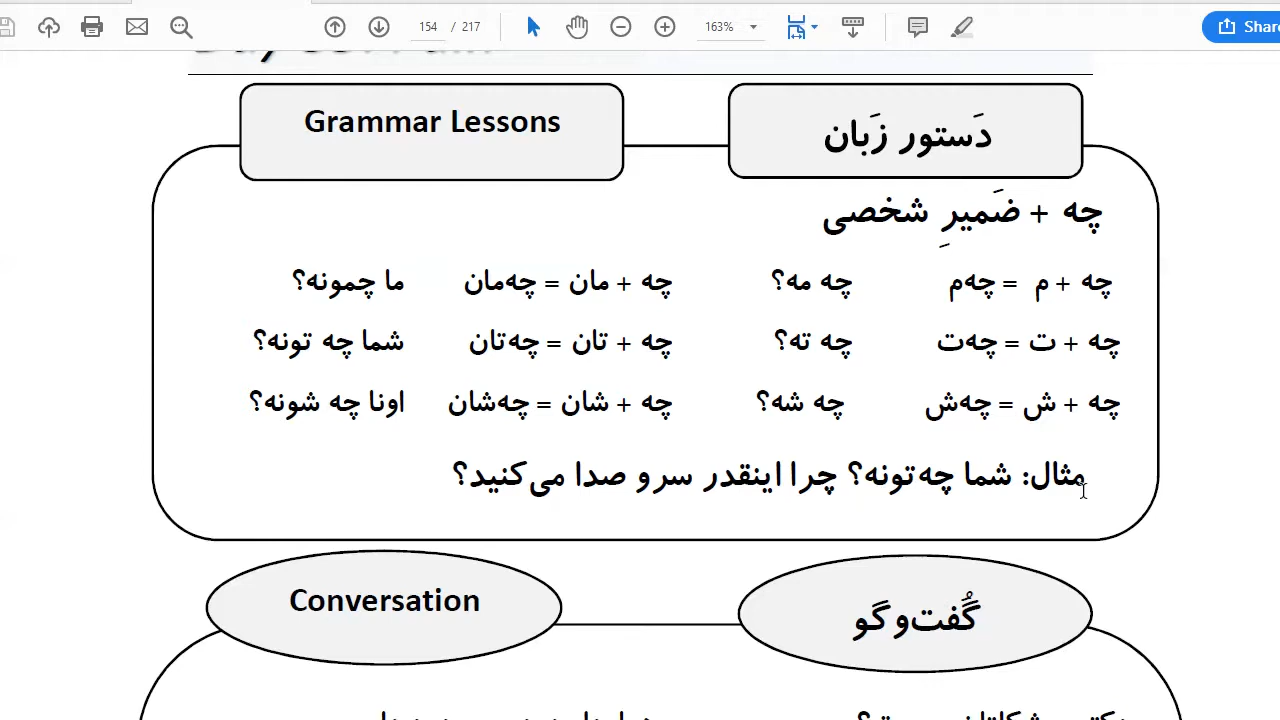 154 / 217
163%
Share
Grammar Lessons
دَستور زَبان
چه + ضَمیرِ شخصی
چه + م = چه‌م چه مه؟ چه + مان = چه‌مان ما چمونه؟
چه + ت = چه‌ت چه ته؟ چه + تان = چه‌تان شما چه تونه؟
چه + ش = چه‌ش چه شه؟ چه + شان = چه‌شان اونا چه شونه؟
مثال: شما چه‌تونه؟ چرا اینقدر سر و صدا می‌کنید؟
Conversation
گُفت‌و‌گو